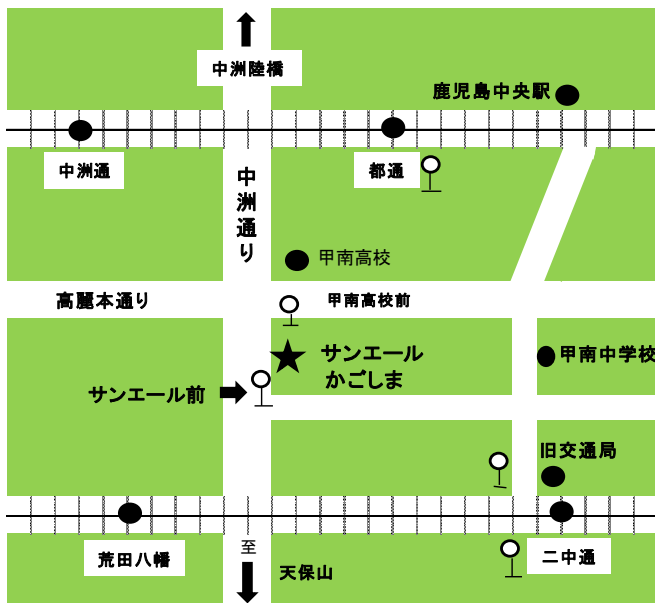 中洲陸橋
鹿児島中央駅
中洲通
都通
中洲通り
甲南高校
高麗本通り
甲南高校前
サンエール
かごしま
甲南中学校
サンエール前
旧交通局
荒田八幡
至
天保山
二中通